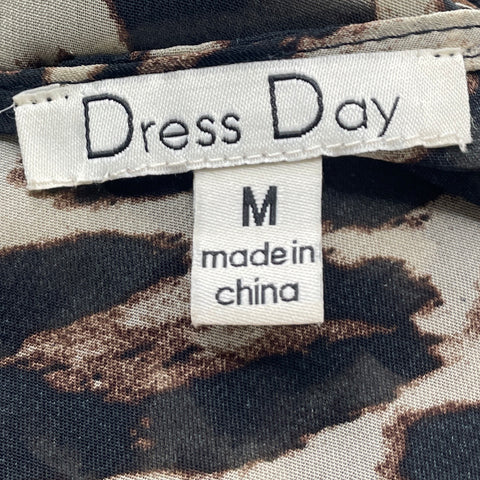 Dress Day
M
made in
china